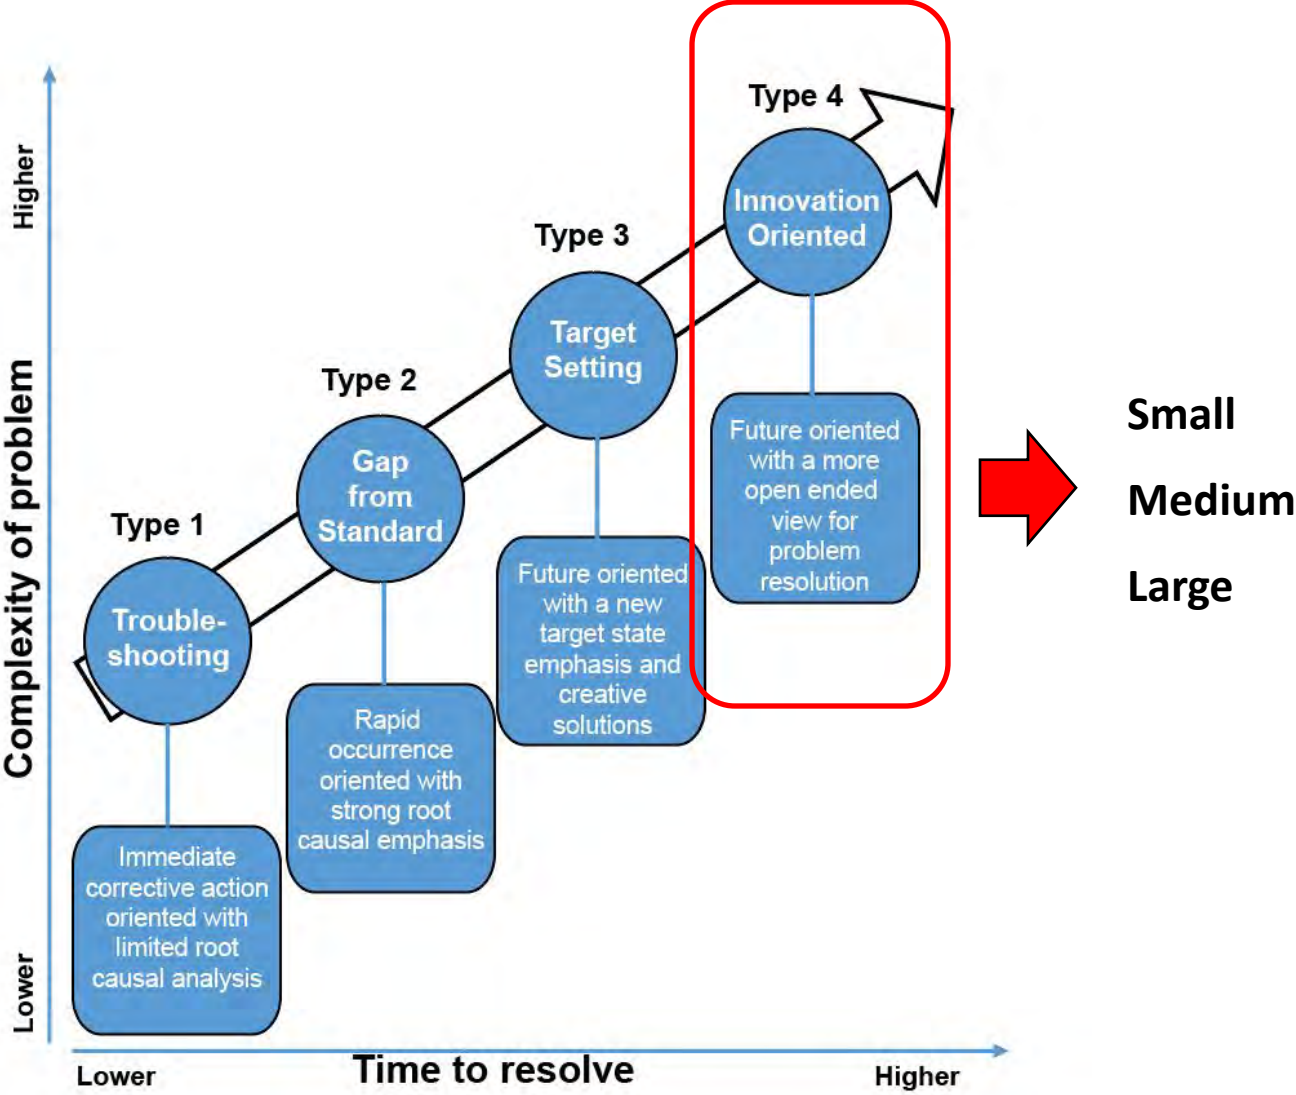 Type 4
Innovation
Oriented
Future oriented
with a more
open ended
view for
problem
resolution
Type 3
Target
Setting
Future oriented
with a new
target state
emphasis and
creative
solutions
Type 2
Gap
from
Standard
Rapid
occurrence
oriented with
strong root
causal emphasis
Type 1
Trouble-
shooting
Immediate
corrective action
oriented with
limited root
causal analysis
Small
Medium
Large
Higher
Complexity of problem
Lower
Lower
Time to resolve
Higher